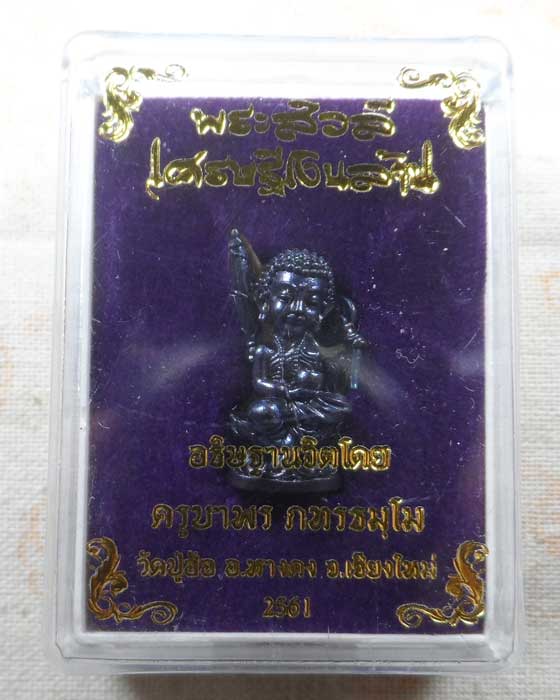 พระสิวลี
เศรษฐีเงินล้าน
อธิษฐานจิตโดย
ครูบาพร ภทรธมฺโม
วัดปู่ฮ้อ อ.หางดง จ.เชียงใหม่
2561